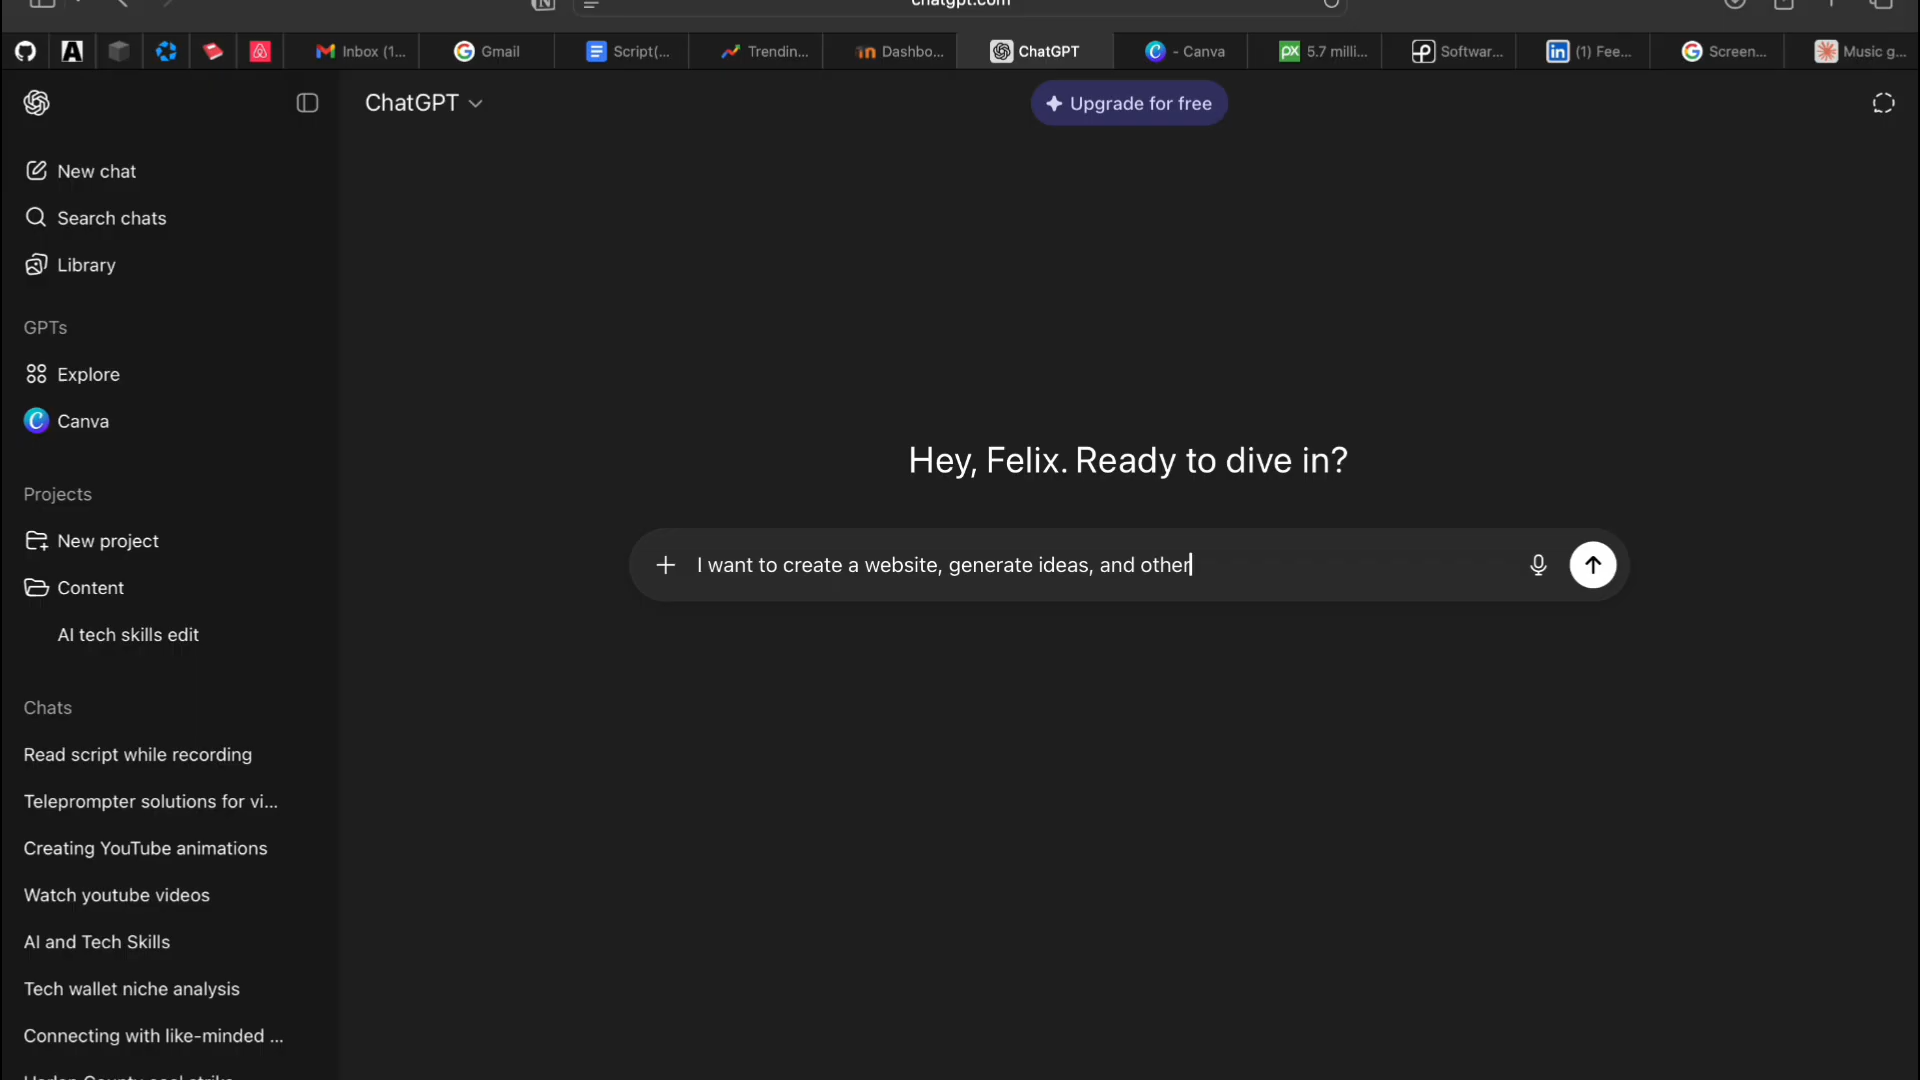 chatgpt.com
Inbox (1...
Gmail
Script(...
Trendin...
Dashbo...
ChatGPT
- Canva
5.7 milli...
Softwar...
(1) Fee...
Screen...
Music g...
ChatGPT
Upgrade for free
New chat
Search chats
Library
GPTs
Explore
Canva
Projects
New project
Content
AI tech skills edit
Chats
Read script while recording
Teleprompter solutions for vi...
Creating YouTube animations
Watch youtube videos
AI and Tech Skills
Tech wallet niche analysis
Connecting with like-minded ...
Hey, Felix. Ready to dive in?
I want to create a website, generate ideas, and other